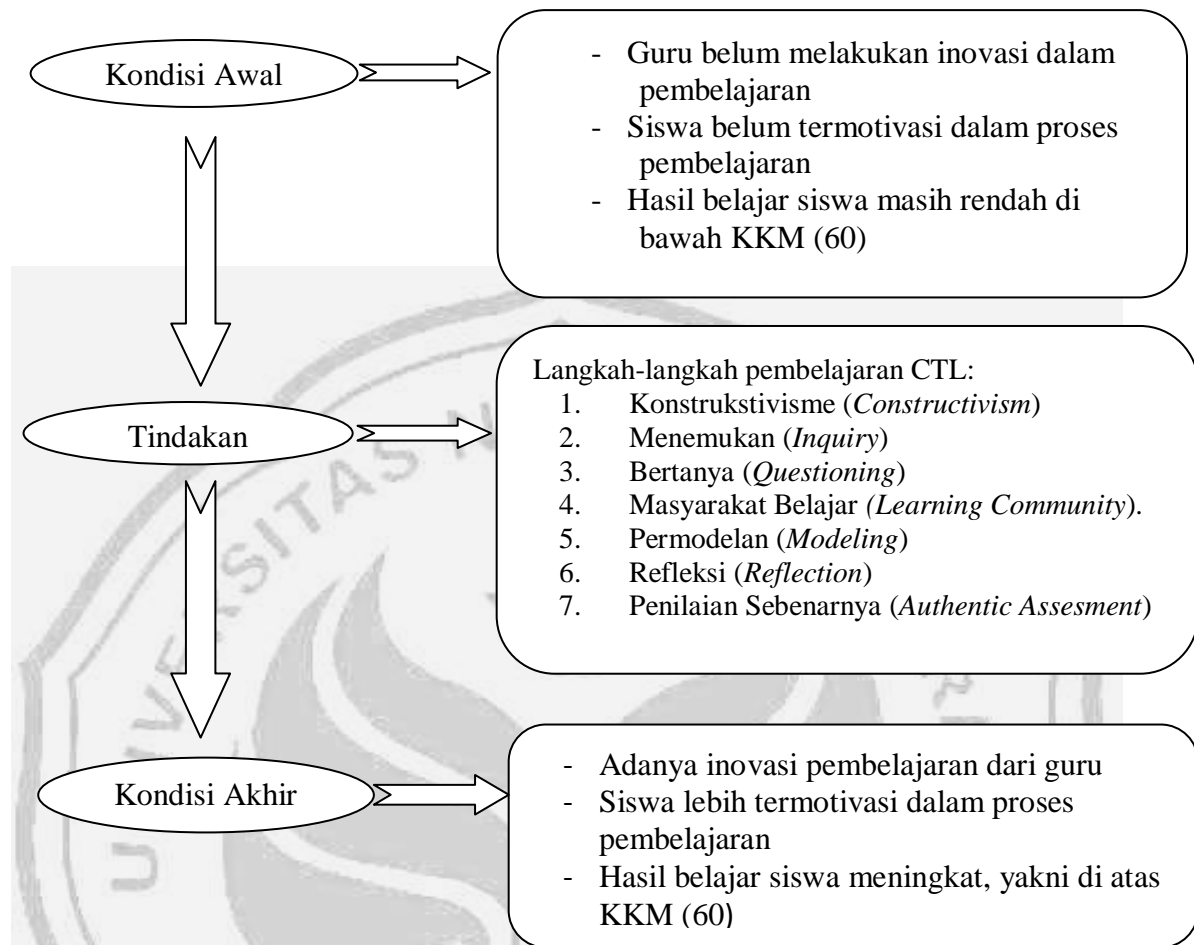 Kondisi Awal
- Guru belum melakukan inovasi dalam
pembelajaran
- Siswa belum termotivasi dalam proses
pembelajaran
- Hasil belajar siswa masih rendah di
bawah KKM (60)
Tindakan
Langkah-langkah pembelajaran CTL:
1. Konstrukstivisme (Constructivism)
2. Menemukan (Inquiry)
3. Bertanya (Questioning)
4. Masyarakat Belajar (Learning Community).
5. Permodelan (Modeling)
6. Refleksi (Reflection)
7. Penilaian Sebenarnya (Authentic Assesment)
Kondisi Akhir
- Adanya inovasi pembelajaran dari guru
- Siswa lebih termotivasi dalam proses
pembelajaran
- Hasil belajar siswa meningkat, yakni di atas
KKM (60)
UNIVERSITAS N